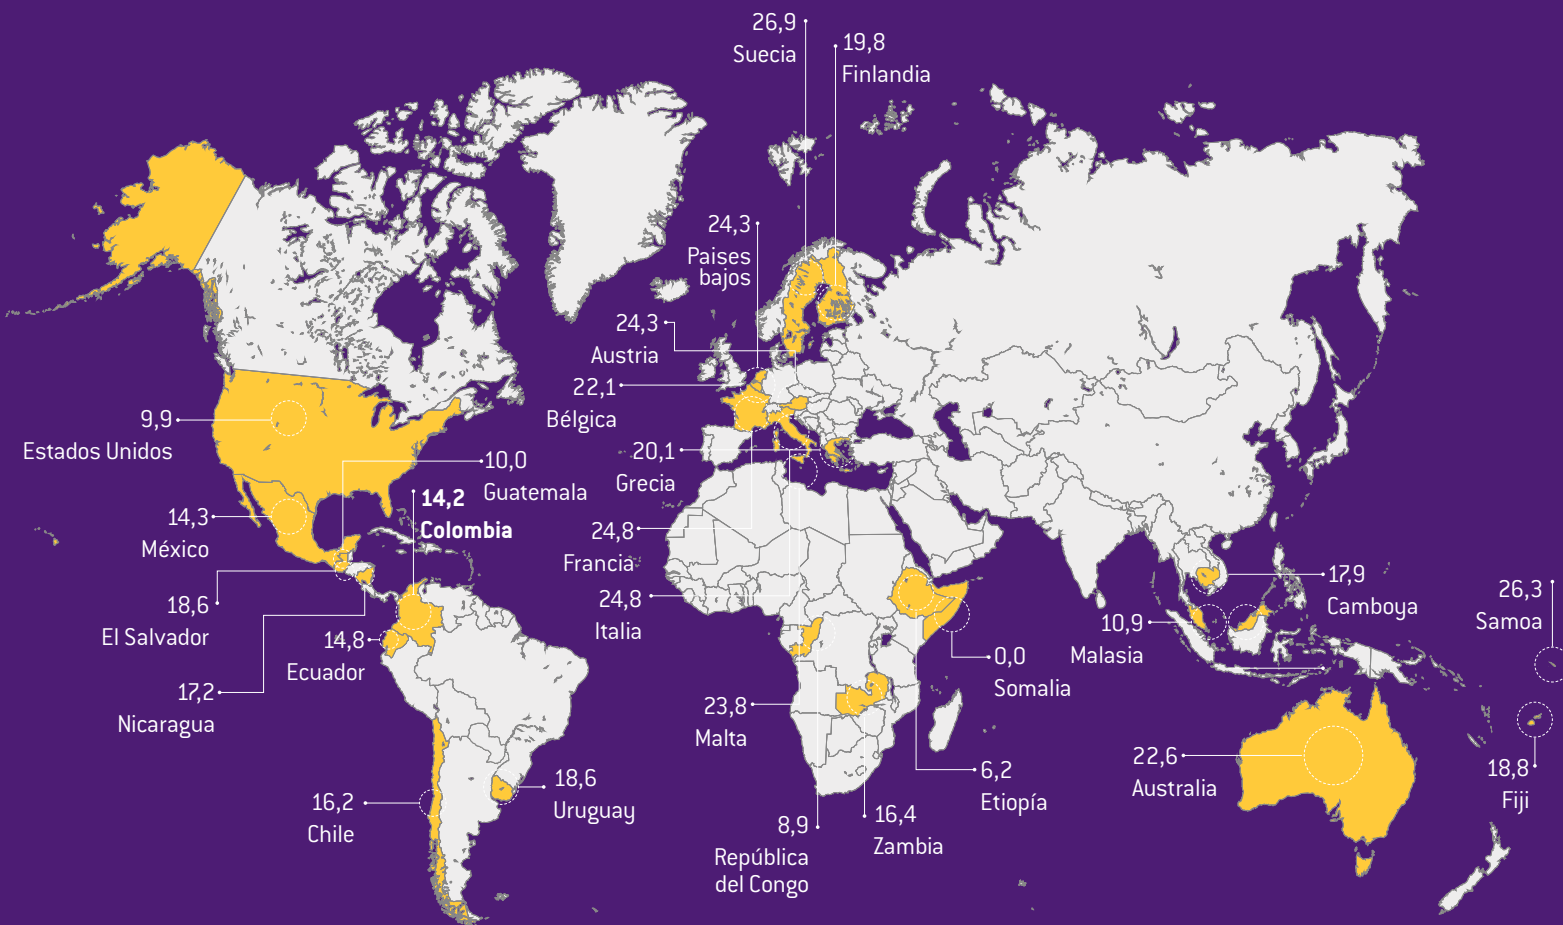 26,9
Suecia
19,8
Finlandia
24,3
Paises
bajos
24,3
Austria
22,1
Bélgica
9,9
Estados Unidos
20,1
Grecia
10,0
Guatemala
14,2
Colombia
14,3
México
24,8
Francia
24,8
Italia
18,6
El Salvador
14,8
Ecuador
17,2
Nicaragua
17,9
Camboya
10,9
Malasia
26,3
Samoa
0,0
Somalia
23,8
Malta
6,2
Etiopía
22,6
Australia
18,8
Fiji
18,6
Uruguay
16,2
Chile
16,4
Zambia
8,9
República
del Congo